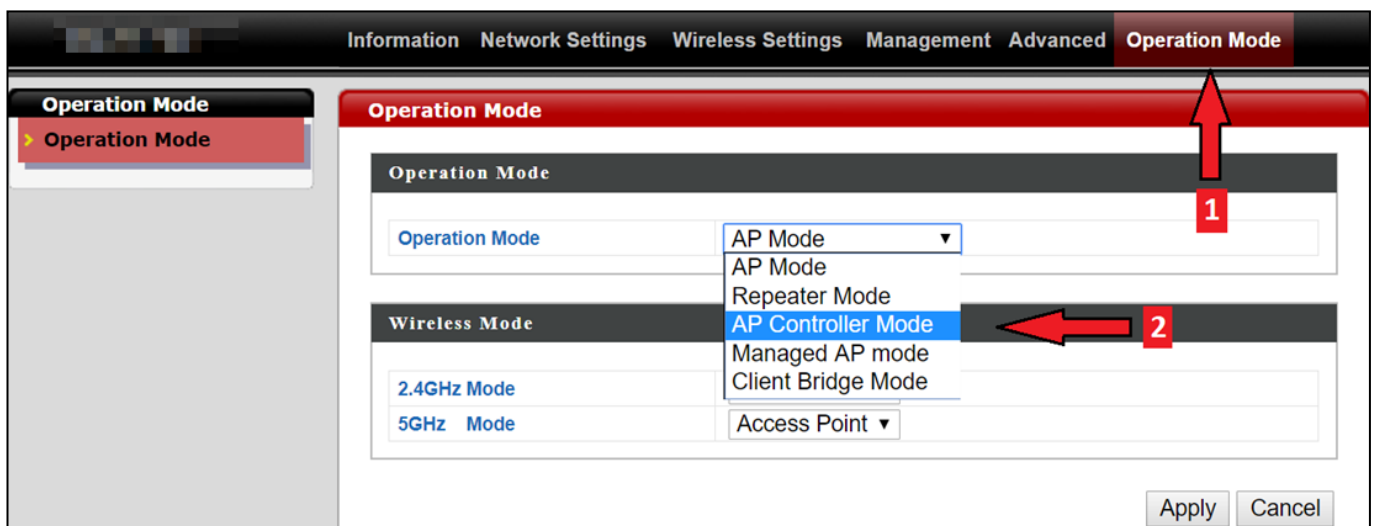 Information Network Settings Wireless Settings Management Advanced Operation Mode
Operation Mode
Operation Mode
Operation Mode
1
Operation Mode
Operation Mode AP Mode
AP Mode
Repeater Mode
AP Controller Mode
2
Managed AP mode
Client Bridge Mode
Wireless Mode
2.4GHz Mode
5GHz Mode Access Point
Apply Cancel